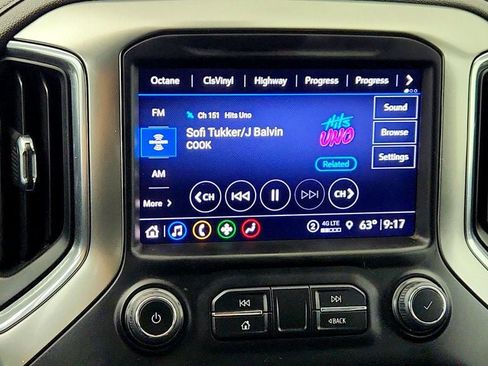 Octane ClsVinyl Highway Progress Progress
FM
Ch 151 Hits Uno
Sofi Tukker/J Balvin
COOK
Hits
UNO
Related
Sound
Browse
Settings
AM
More
CH CH
2 4G LTE 63° 9:17
BACK